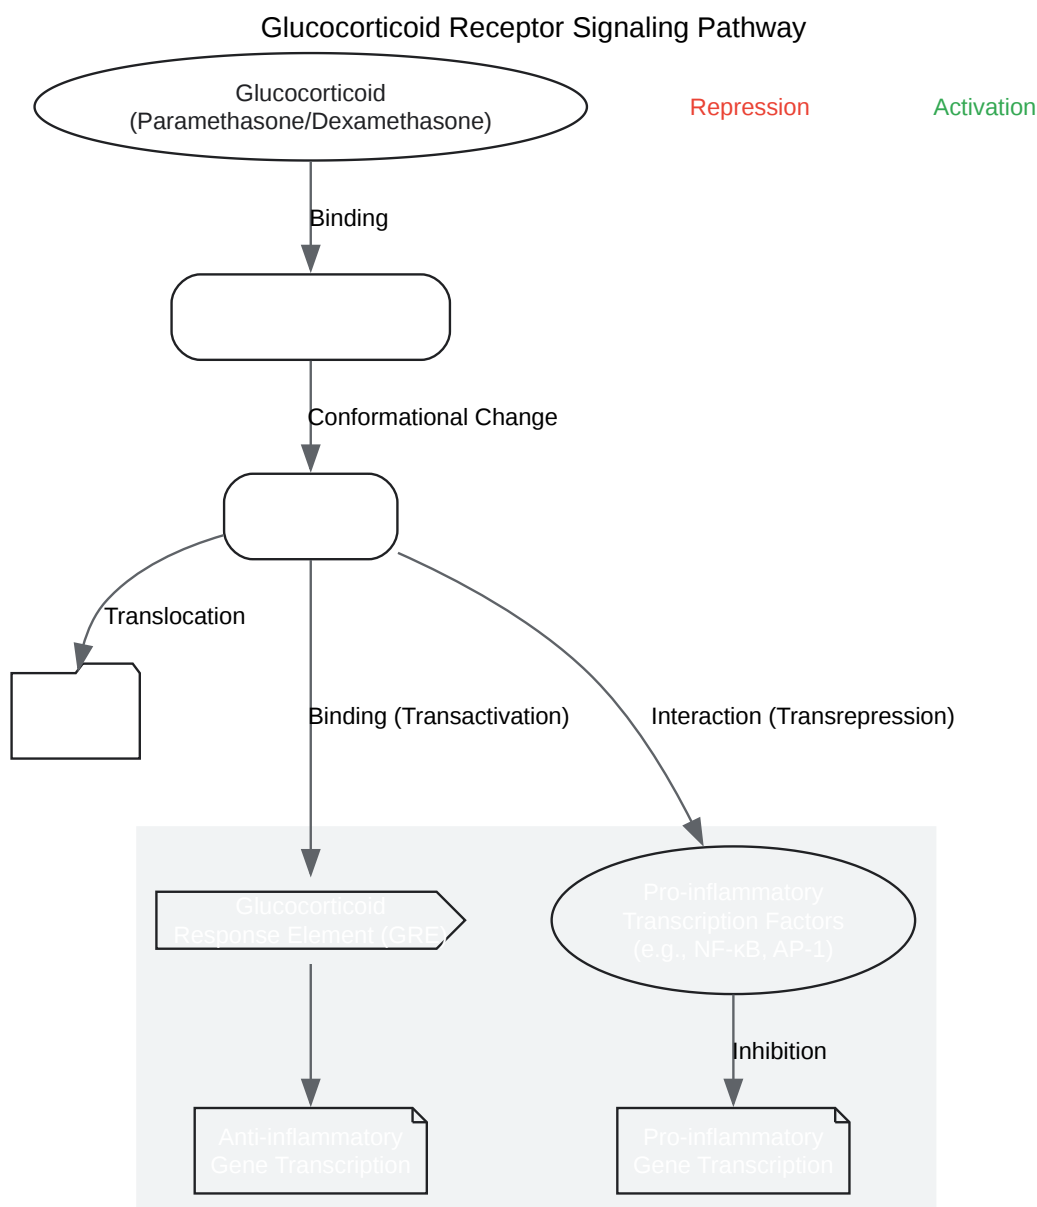 Glucocorticoid Receptor Signaling Pathway
Glucocorticoid
(Paramethasone/Dexamethasone)
Repression
Activation
Binding
Conformational Change
Translocation
Binding (Transactivation)
Interaction (Transrepression)
Glucocorticoid
Response Element (GRE)
Pro-inflammatory
Transcription Factors
(e.g., NF-κB, AP-1)
Inhibition
Anti-inflammatory
Gene Transcription
Pro-inflammatory
Gene Transcription